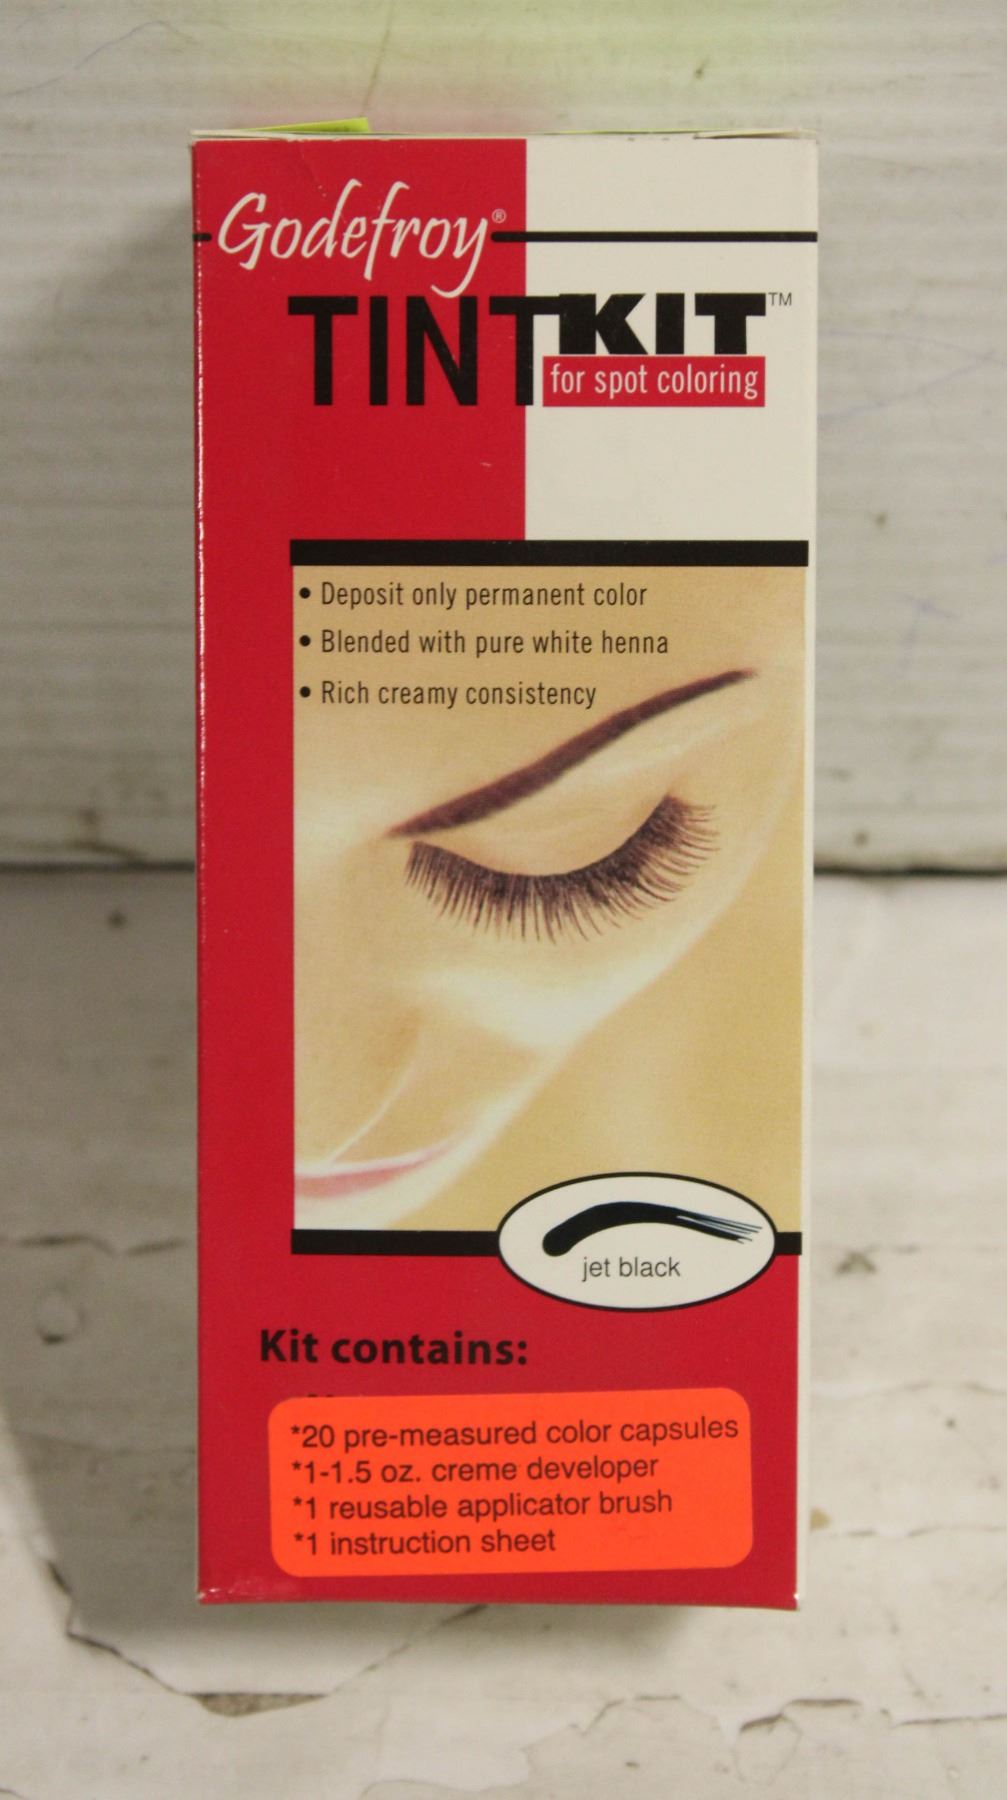 Godefroy®
TINT KIT™
for spot coloring
• Deposit only permanent color
• Blended with pure white henna
• Rich creamy consistency
jet black
Kit contains:
*20 pre-measured color capsules
*1-1.5 oz. creme developer
*1 reusable applicator brush
*1 instruction sheet